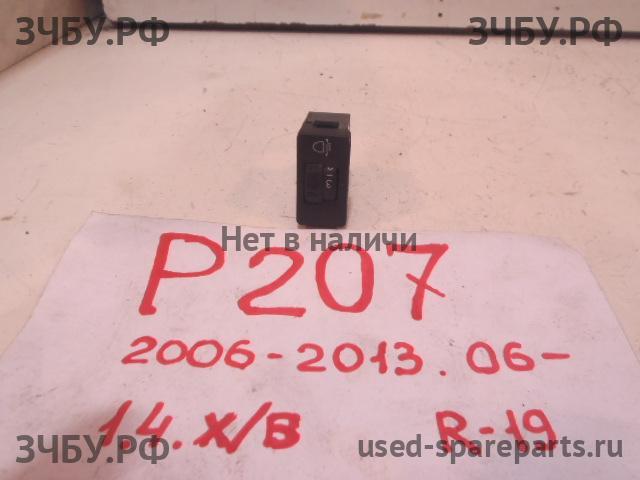 ЗЧБУ.РФ ЗЧБУ.РФ
Нет в наличи
P207
2006-2013. 06-
1.4. х/в R-19
ЗЧБУ.РФ used-spareparts.ru